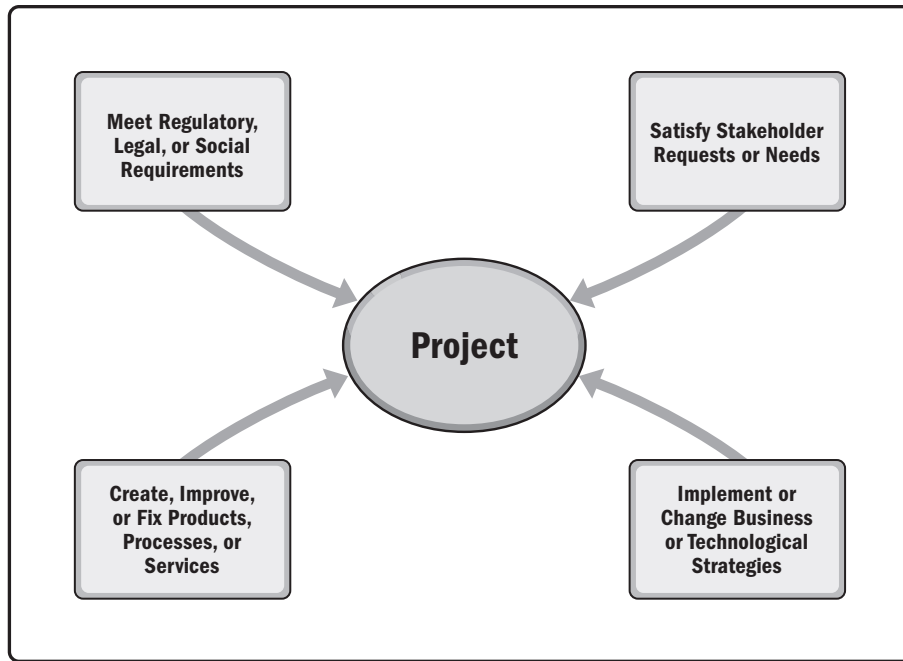 Meet Regulatory,
Legal, or Social
Requirements
Satisfy Stakeholder
Requests or Needs
Project
Create, Improve,
or Fix Products,
Processes, or
Services
Implement or
Change Business
or Technological
Strategies